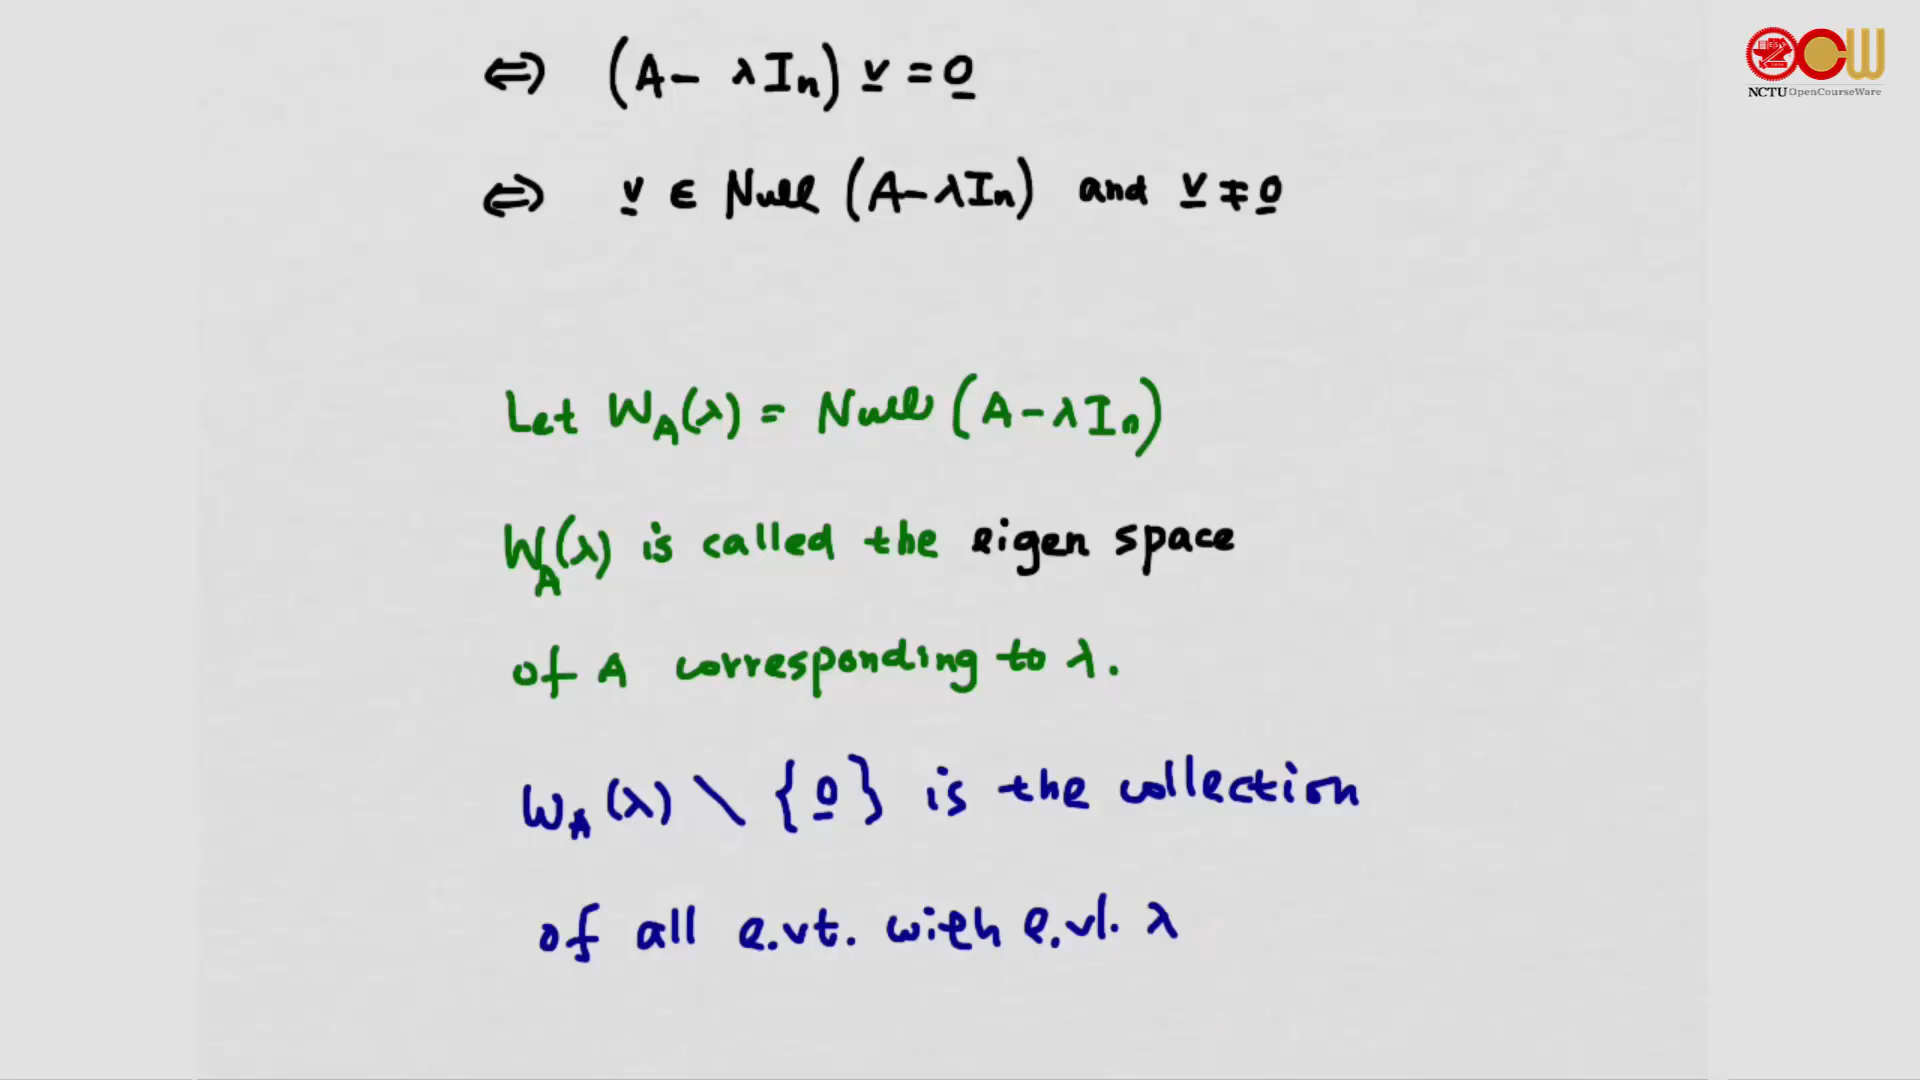 ⇔ (A - λIn) v = 0
⇔ v ∈ Null (A - λIn) and v ≠ 0
Let WA(λ) = Null (A - λIn)
WA(λ) is called the eigen space
of A corresponding to λ.
WA(λ) \ {0} is the collection
of all e.vt. with e.vl. λ
OCW
NCTU OpenCourseWare